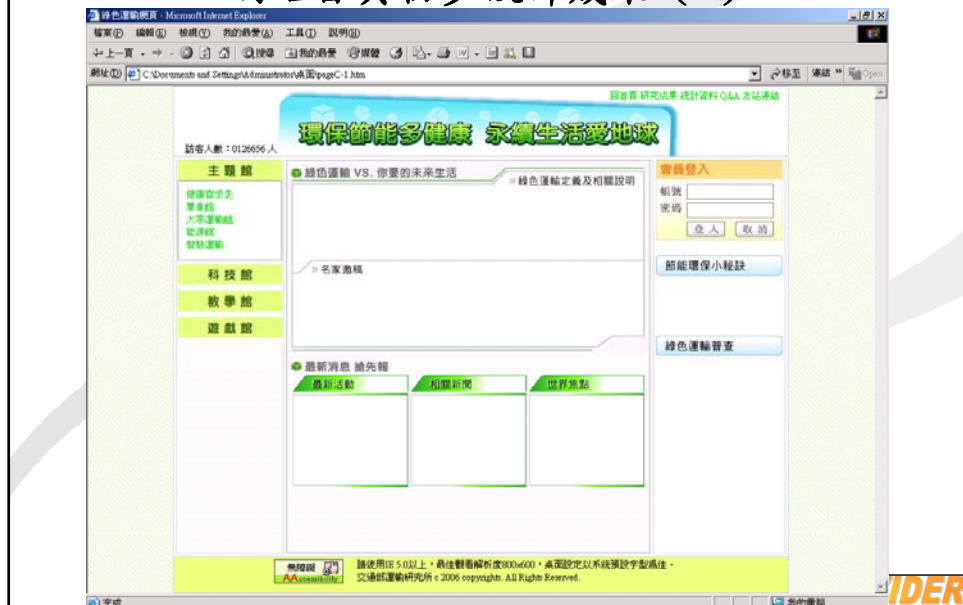 綠色運輸網頁 - Microsoft Internet Explorer
檔案(F) 編輯(E) 檢視(V) 我的最愛(A) 工具(T) 說明(H)
上一頁 搜尋 我的最愛 媒體
網址(D) C:\Documents and Settings\Administrator\桌面\pageC-1.htm 移至 連結 »
回首頁 研究成果 統計資料 Q&A 友站連結
環保節能多健康 永續生活愛地球
訪客人數：0126656人
主題館
健康安步走
單車館
大眾運輸館
能源館
智慧運輸
科技館
教學館
遊戲館
綠色運輸 VS. 你要的未來生活
» 綠色運輸定義及相關說明
» 名家邀稿
最新消息 搶先報
最新活動 相關新聞 世界焦點
會員登入
帳號
密碼
登入 取消
節能環保小秘訣
綠色運輸普查
無障礙
AAccessibility
請使用IE 5.0以上，最佳觀看解析度800x600，桌面設定以系統預設字型爲佳。
交通部運輸研究所 c 2006 copyrights. All Rights Reserved.
完成 我的電腦
IDER